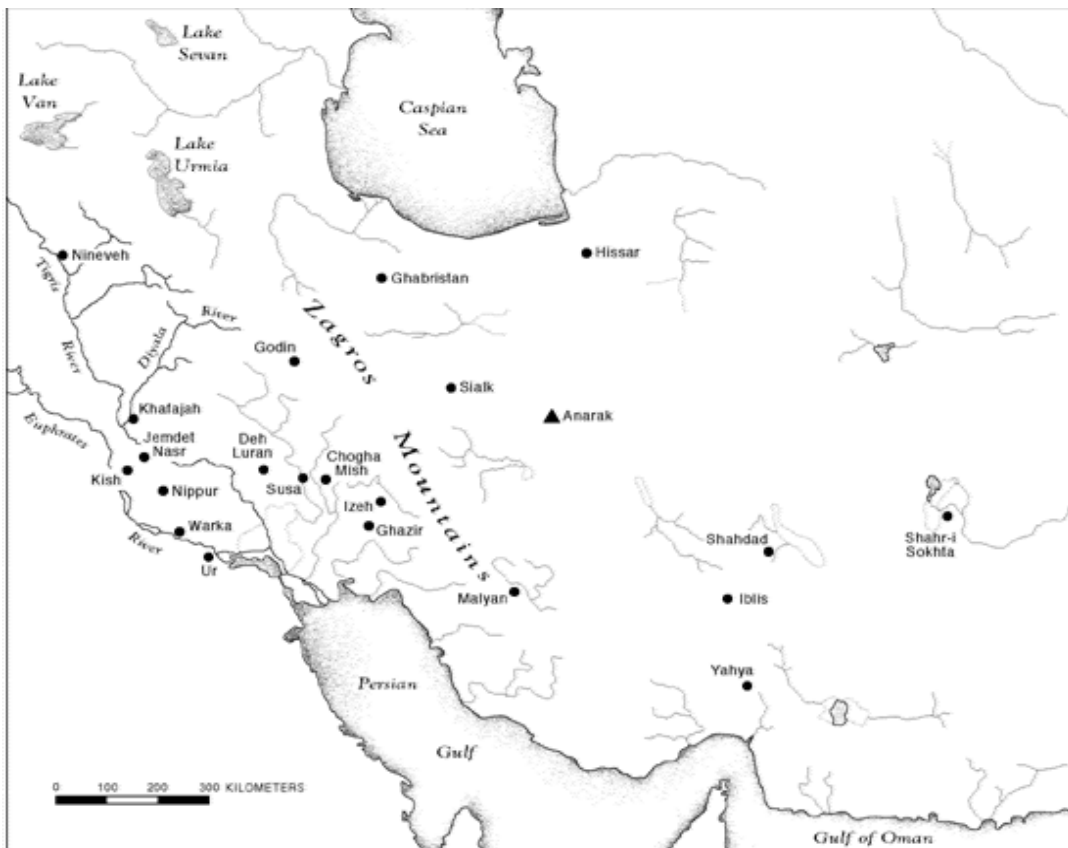 Lake
Sevan
Lake
Van
Caspian
Sea
Lake
Urmia
Nineveh
Hissar
Ghabristan
Tigris
River
Zagros
Mountains
River
Diyala
Godin
Sialk
Anarak
Khafajah
Euphrates
River
Jemdet
Nasr
Deh
Luran
Chogha
Mish
Kish
Susa
Nippur
Izeh
Ghazir
Warka
Ur
Shahdad
Shahr-i
Sokhta
Malyan
Iblis
Yahya
Persian
Gulf
0 100 200 300 KILOMETERS
Gulf of Oman